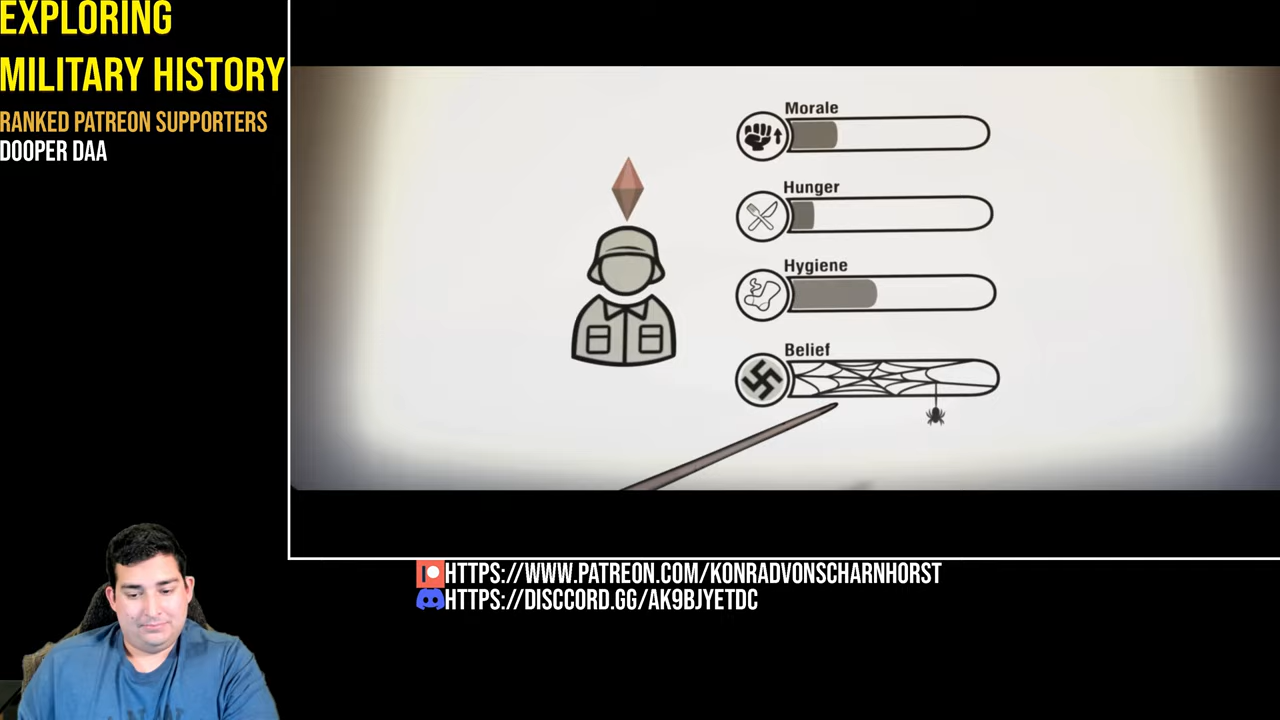 EXPLORING
MILITARY HISTORY
RANKED PATREON SUPPORTERS
DOOPER DAA
Morale
Hunger
Hygiene
Belief
HTTPS://WWW.PATREON.COM/KONRADVONSCHARNHORST
HTTPS://DISCCORD.GG/AK9BJYETDC